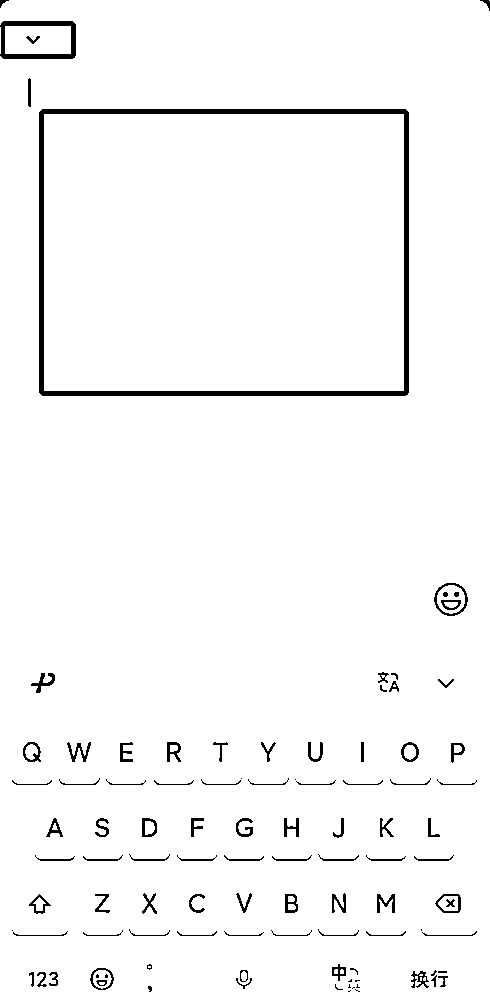 文A
Q W E R T Y U I O P
A S D F G H J K L
Z X C V B N M
123 °, 中英 换行